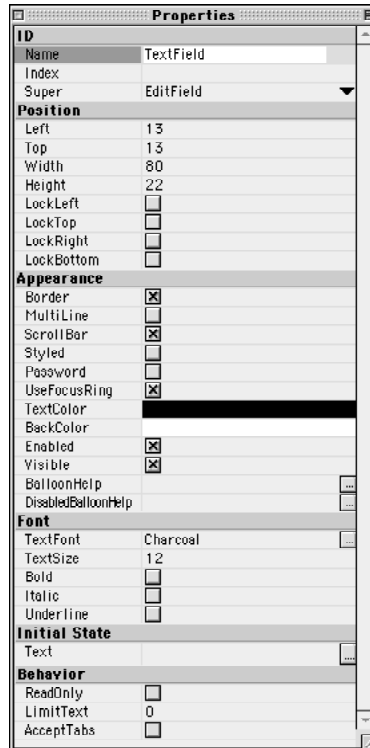 Properties
ID
Name TextField
Index
Super EditField
Position
Left 13
Top 13
Width 80
Height 22
LockLeft
LockTop
LockRight
LockBottom
Appearance
Border
MultiLine
ScrollBar
Styled
Password
UseFocusRing
TextColor
BackColor
Enabled
Visible
BalloonHelp ...
DisabledBalloonHelp ...
Font
TextFont Charcoal ...
TextSize 12
Bold
Italic
Underline
Initial State
Text ...
Behavior
ReadOnly
LimitText 0
AcceptTabs